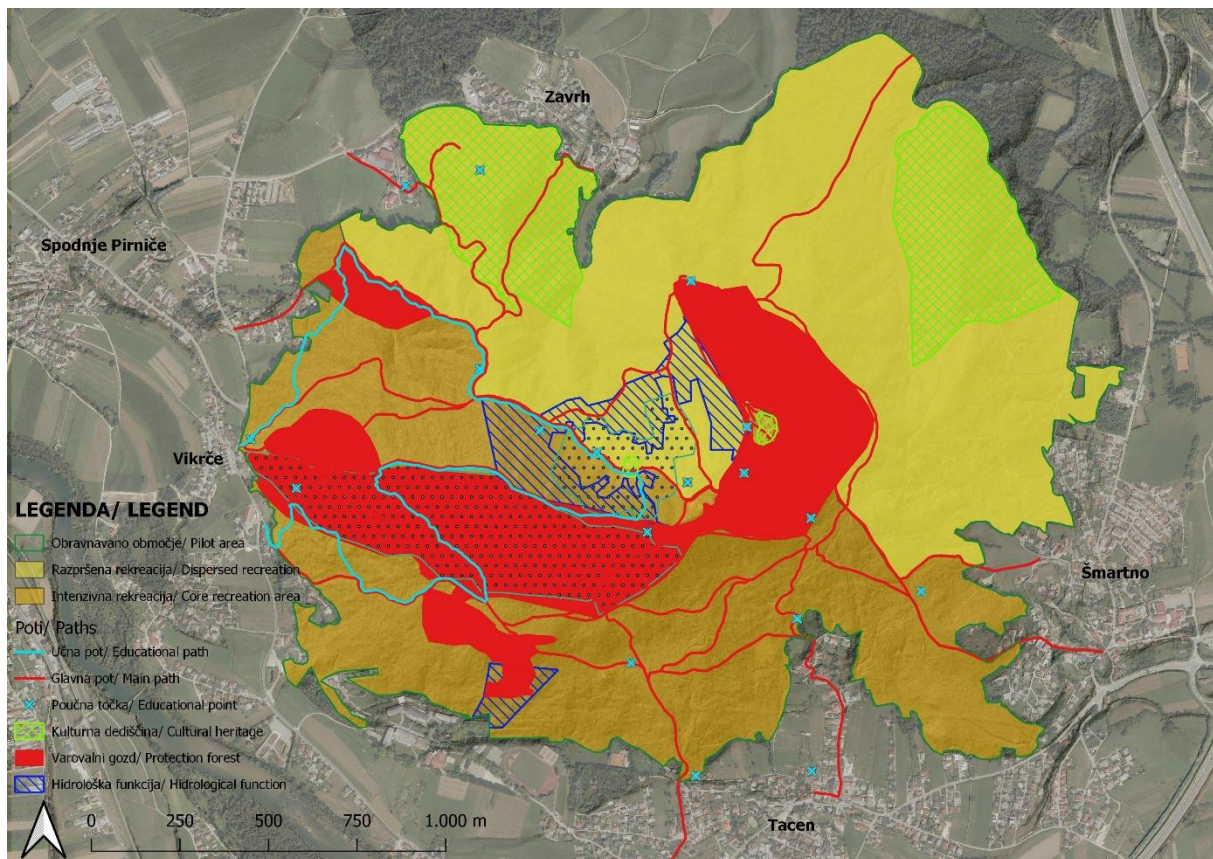 Zavrh
Spodnje Pirniče
Vikrče
Šmartno
Tacen
LEGENDA/ LEGEND
Obravnavano območje/ Pilot area
Razpršena rekreacija/ Dispersed recreation
Intenzivna rekreacija/ Core recreation area
Poti/ Paths
Učna pot/ Educational path
Glavna pot/ Main path
Poučna točka/ Educational point
Kulturna dediščina/ Cultural heritage
Varovalni gozd/ Protection forest
Hidrološka funkcija/ Hidrological function
0 250 500 750 1.000 m